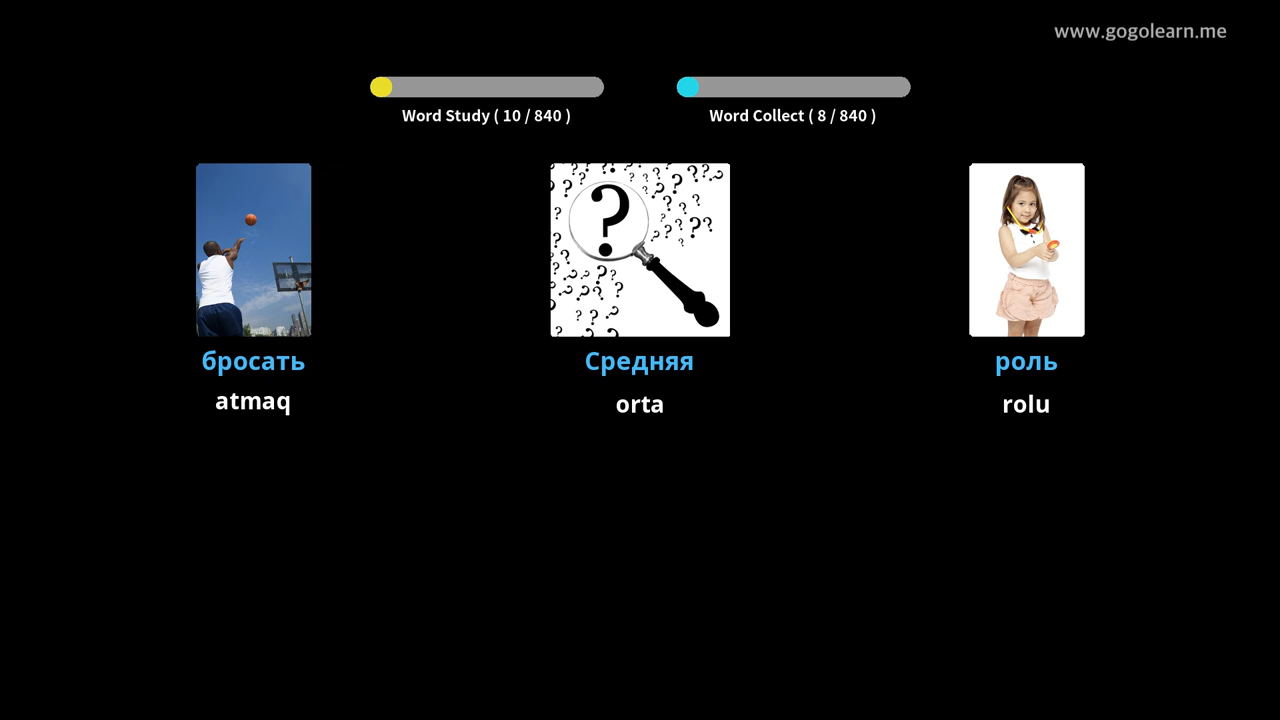 www.gogolearn.me
Word Study ( 10 / 840 )
Word Collect ( 8 / 840 )
бросать
Средняя
роль
atmaq
orta
rolu